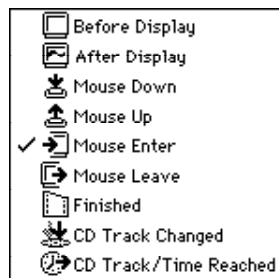 Before Display
After Display
Mouse Down
Mouse Up
Mouse Enter
Mouse Leave
Finished
CD Track Changed
CD Track/Time Reached